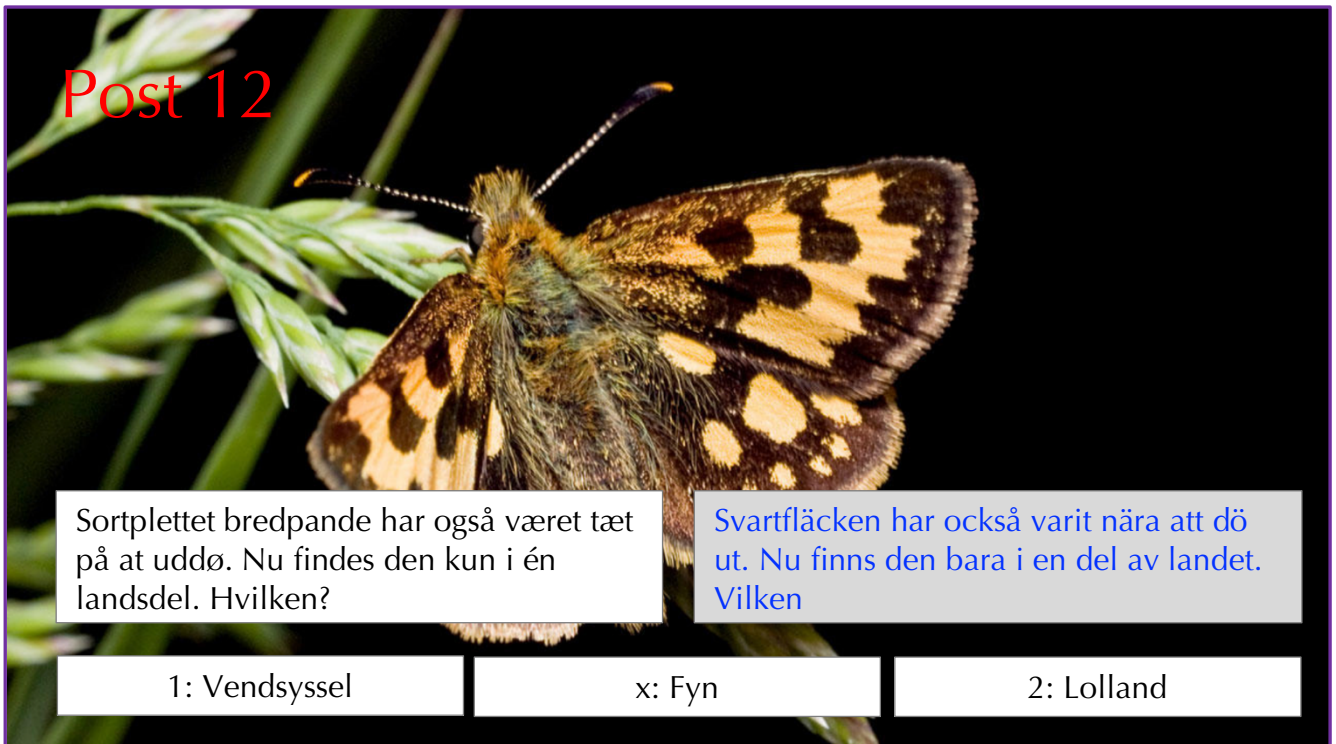 Post 12
Sortplettet bredpande har også været tæt
på at uddø. Nu findes den kun i én
landsdel. Hvilken?
Svartfläcken har också varit nära att dö
ut. Nu finns den bara i en del av landet.
Vilken
1: Vendsyssel
x: Fyn
2: Lolland